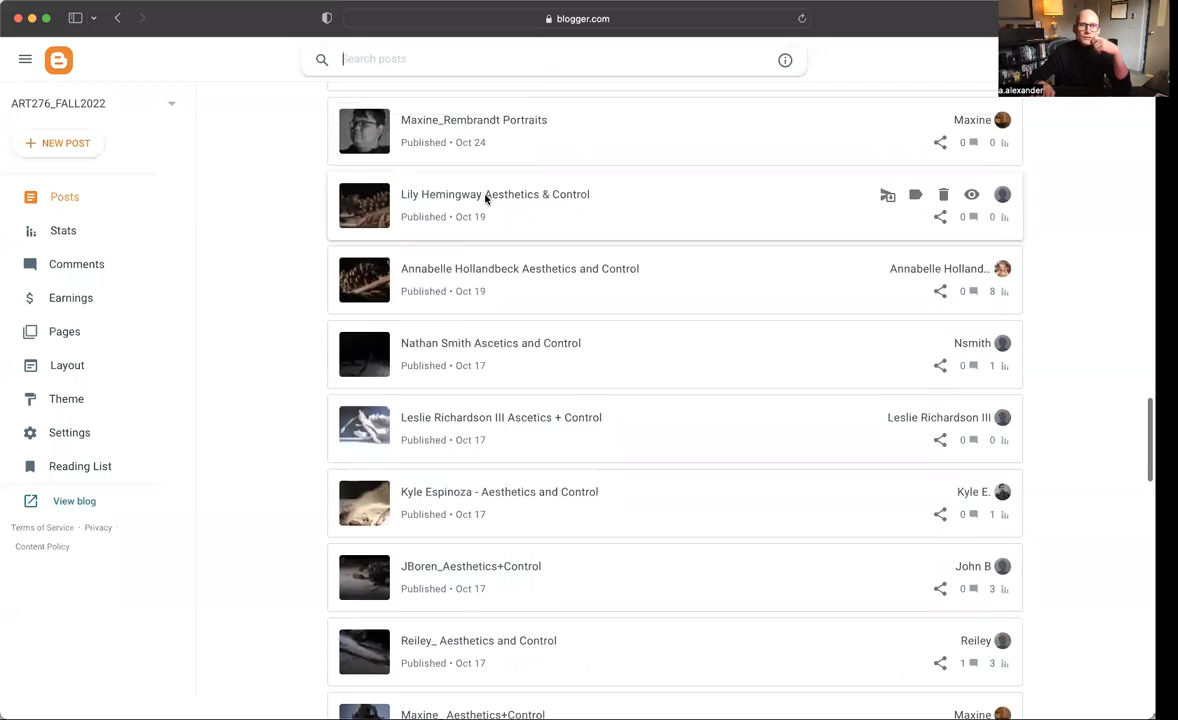 blogger.com
Search posts
a.alexander
ART276_FALL2022
+ NEW POST
Posts
Stats
Comments
Earnings
Pages
Layout
Theme
Settings
Reading List
View blog
Terms of Service · Privacy ·
Content Policy
Maxine_Rembrandt Portraits
Maxine
Published • Oct 24
0
0
Lily Hemingway Aesthetics & Control
Published • Oct 19
0
0
Annabelle Hollandbeck Aesthetics and Control
Annabelle Holland...
Published • Oct 19
0
8
Nathan Smith Ascetics and Control
Nsmith
Published • Oct 17
0
1
Leslie Richardson III Ascetics + Control
Leslie Richardson III
Published • Oct 17
0
0
Kyle Espinoza - Aesthetics and Control
Kyle E.
Published • Oct 17
0
1
JBoren_Aesthetics+Control
John B
Published • Oct 17
0
3
Reiley_ Aesthetics and Control
Reiley
Published • Oct 17
1
3
Maxine_ Aesthetics+Control
Maxine